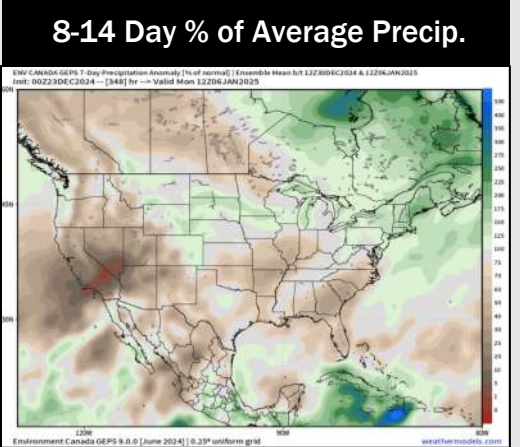 8-14 Day % of Average Precip.
ENV CANADA GEPS 7-Day Precipitation Anomaly [% of normal] | Ensemble Mean b/t 12Z30DEC2024 & 12Z06JAN2025
Init: 00Z23DEC2024 -- [348] hr --> Valid Mon 12Z06JAN2025
60N
45N
30N
120W
90W
60W
Environment Canada GEPS 9.0.0 [June 2024] | 0.25° uniform grid
weathermodels.com